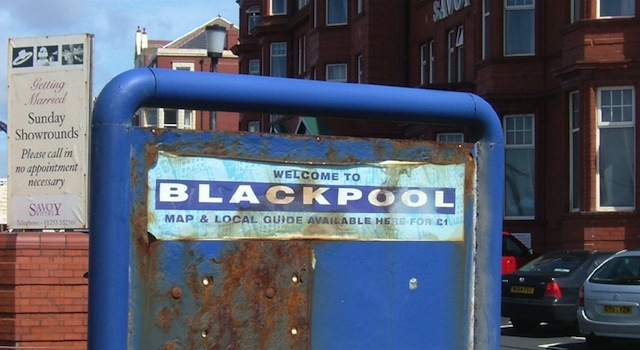 Getting
Married
Sunday
Showrounds
Please call in
no appointment
necessary
SAVOY
SAVOY
WELCOME TO
BLACKPOOL
MAP & LOCAL GUIDE AVAILABLE HERE FOR £1